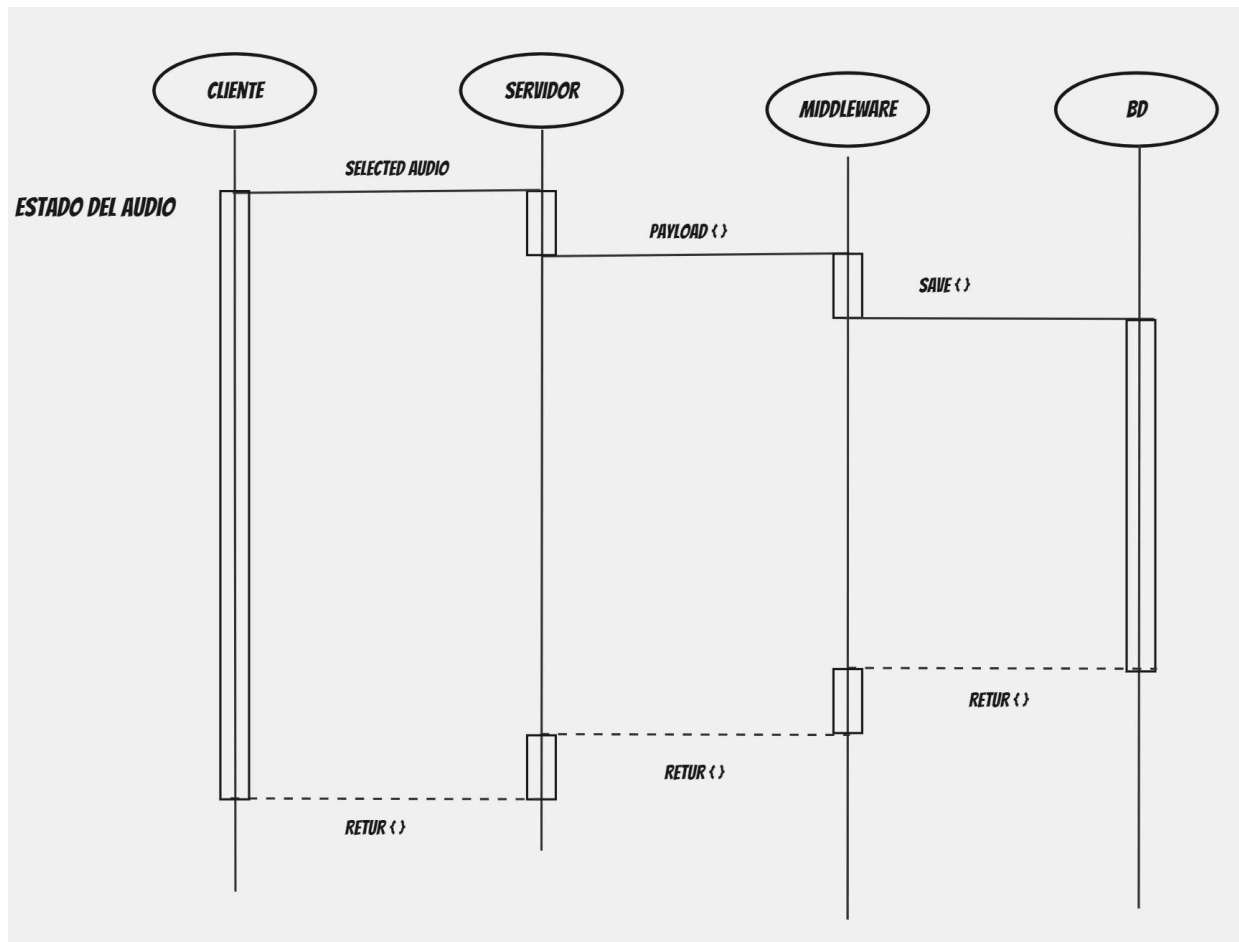 CLIENTE
SERVIDOR
MIDDLEWARE
BD
SELECTED AUDIO
ESTADO DEL AUDIO
PAYLOAD { }
SAVE { }
RETUR { }
RETUR { }
RETUR { }